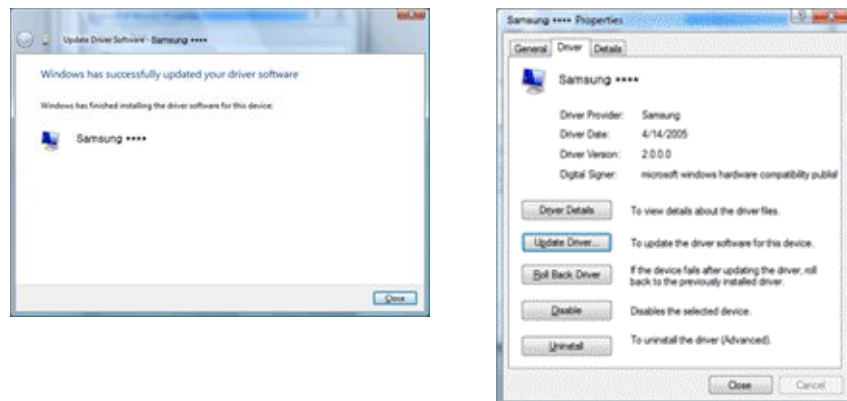 Update Driver Software - Samsung ****
Windows has successfully updated your driver software
Windows has finished installing the driver software for this device:
Samsung ****
Close
Samsung **** Properties
General Driver Details
Samsung ****
Driver Provider: Samsung
Driver Date: 4/14/2005
Driver Version: 2.0.0.0
Digital Signer: microsoft windows hardware compatibility publis
Driver Details To view details about the driver files.
Update Driver... To update the driver software for this device.
Roll Back Driver If the device fails after updating the driver, roll
back to the previously installed driver.
Disable Disables the selected device.
Uninstall To uninstall the driver (Advanced).
Close Cancel